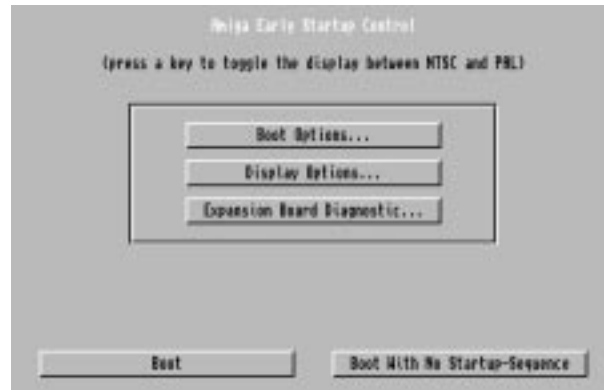 Amiga Early Startup Control
(press a key to toggle the display between NTSC and PAL)
Boot Options...
Display Options...
Expansion Board Diagnostic...
Boot
Boot With No Startup-Sequence